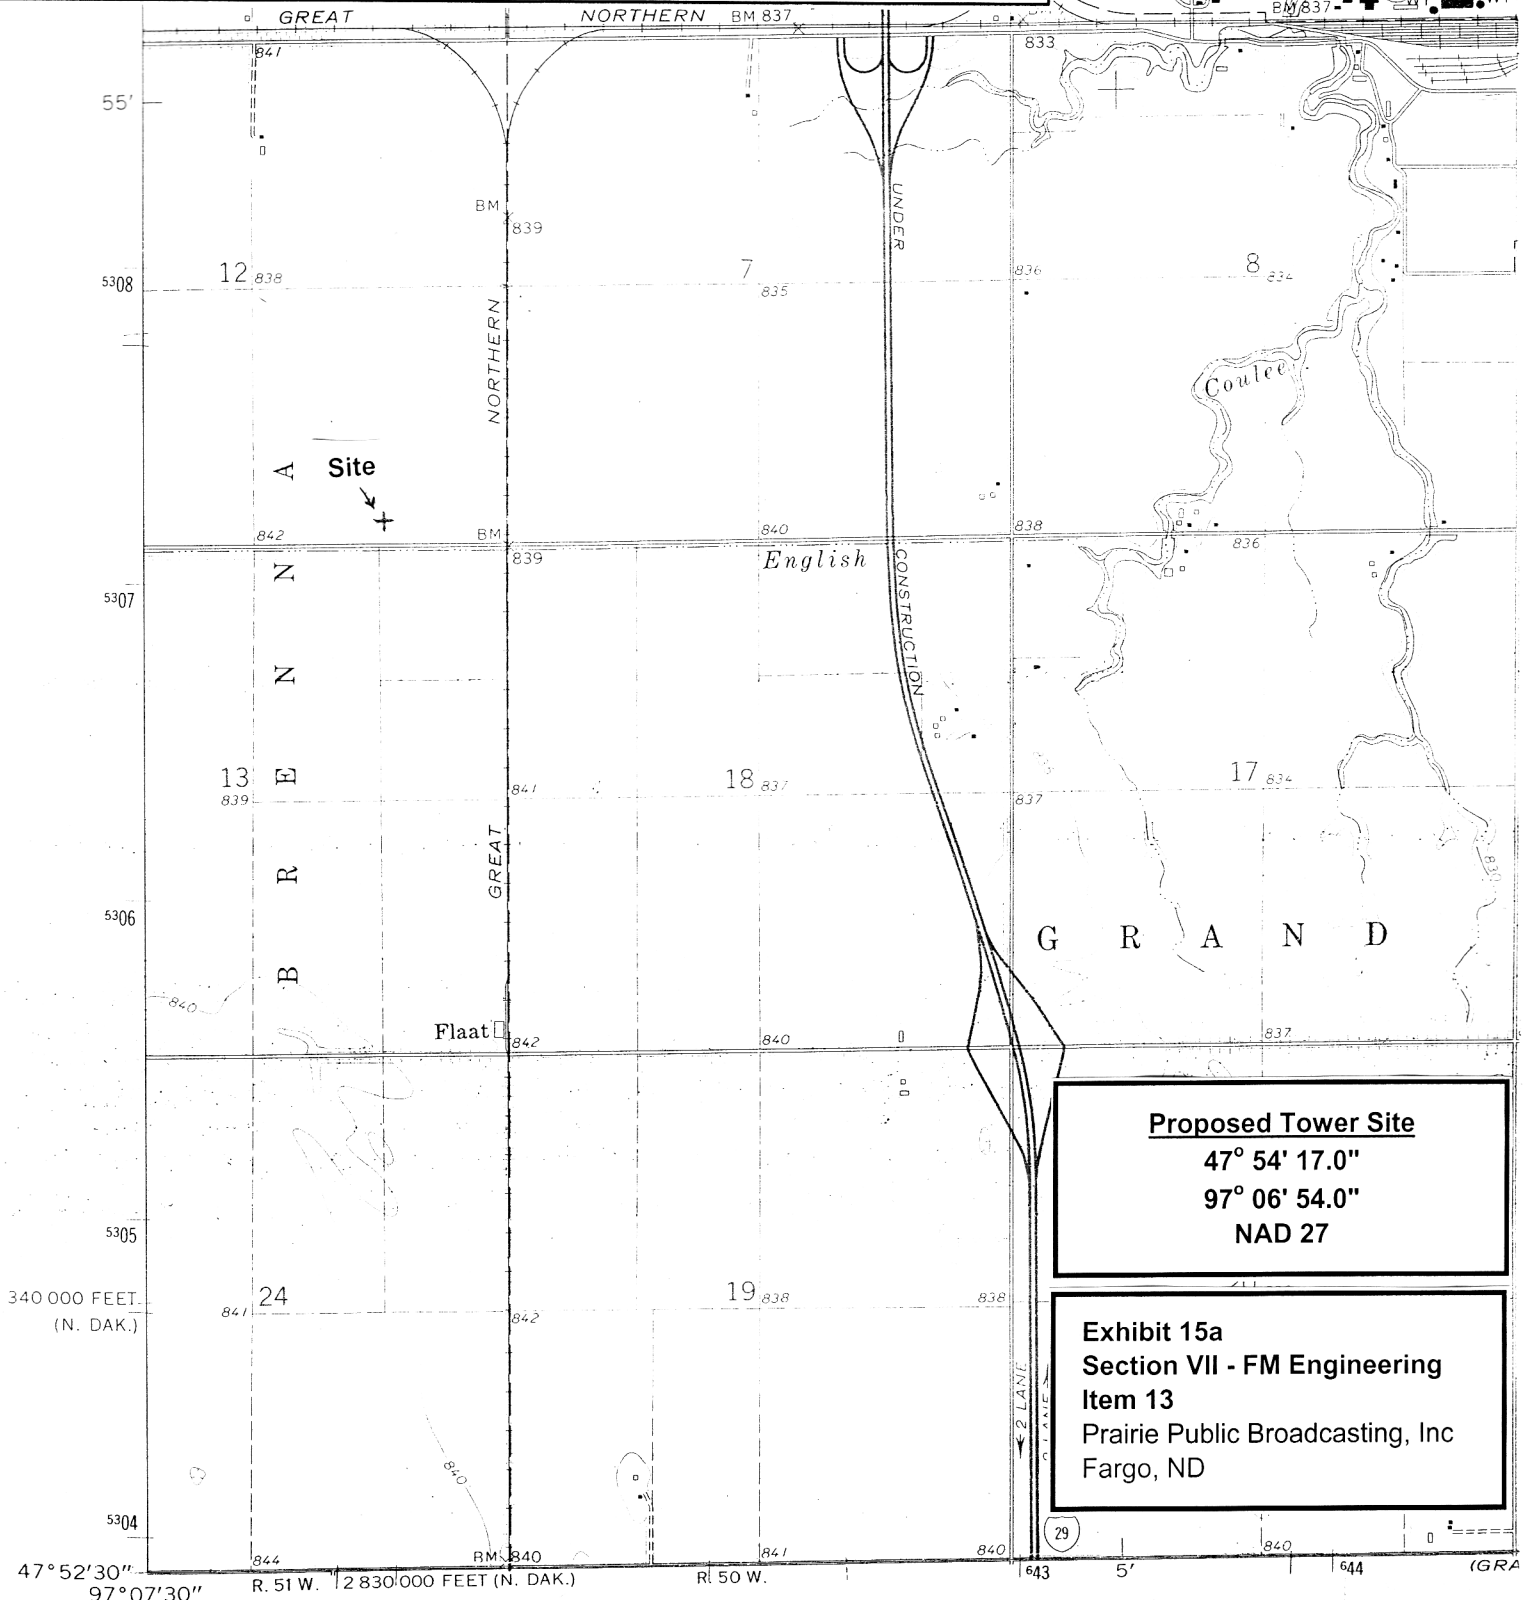 GREAT NORTHERN BM 837
BM 837
841
833
55'
BM
839
UNDER
12 838
7
835
836
8 834
5308
NORTHERN
Coulee
Site
A
842
BM
839
840
838
836
English
CONSTRUCTION
N
5307
N
13
839
E
841
18 837
837
17 834
GREAT
R
830
5306
G R A N D
B
840
Flaat
842
840
837
Proposed Tower Site
47° 54' 17.0"
97° 06' 54.0"
NAD 27
5305
340 000 FEET
(N. DAK.)
841 24
842
19 838
838
2 LANE
Exhibit 15a
Section VII - FM Engineering
Item 13
Prairie Public Broadcasting, Inc
Fargo, ND
840
5304
29
844
BM 840
841
840
840
47°52'30"
97°07'30"
R. 51 W. 2 830 000 FEET (N. DAK.)
R. 50 W.
643
5'
644
(GRA